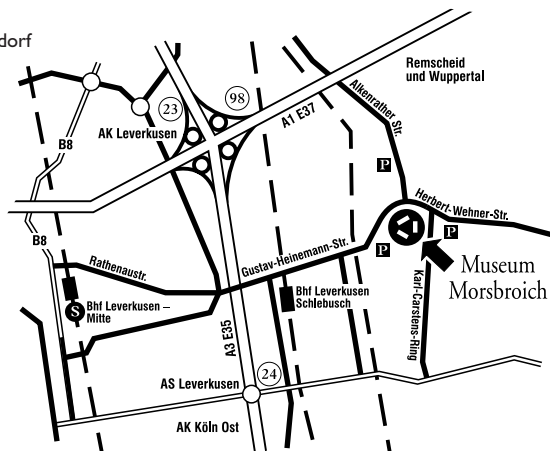 dorf
Remscheid
und Wuppertal
98
23
Alkenrather Str.
A1 E37
AK Leverkusen
B8
P
Herbert-Wehner-Str.
P
P
B8
Rathenaustr.
Gustav-Heinemann-Str.
Museum
Morsbroich
Bhf Leverkusen –
Mitte
S
Bhf Leverkusen
Schlebusch
Karl-Carstens-Ring
A3 E35
AS Leverkusen
24
AK Köln Ost